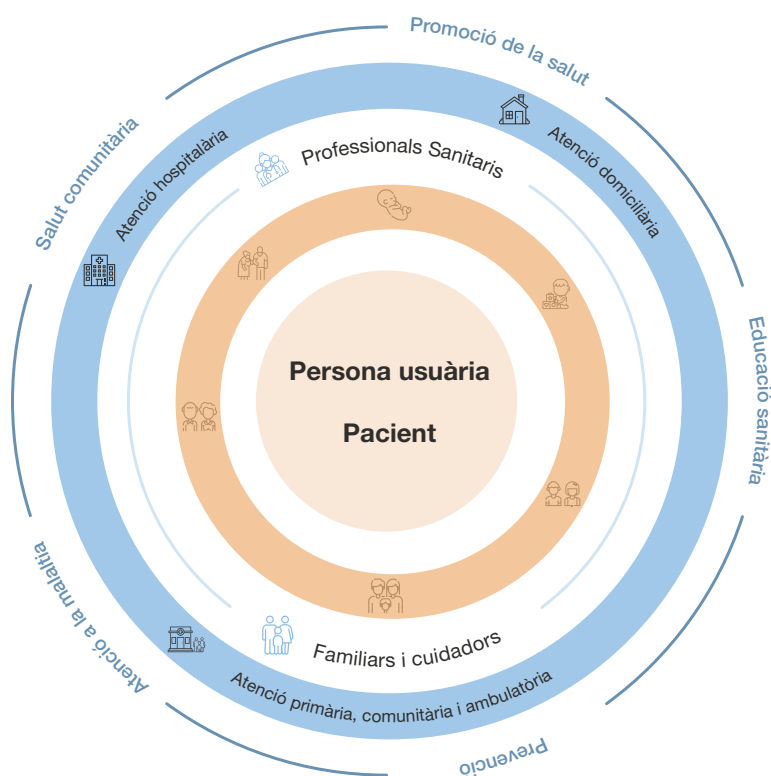 Promoció de la salut
Salut comunitària
Atenció hospitalària
Atenció domiciliària
Professionals Sanitaris
Educació sanitària
Persona usuària
Pacient
Familiars i cuidadors
Atenció primària, comunitària i ambulatòria
Atenció a la malaltia
Prevenció